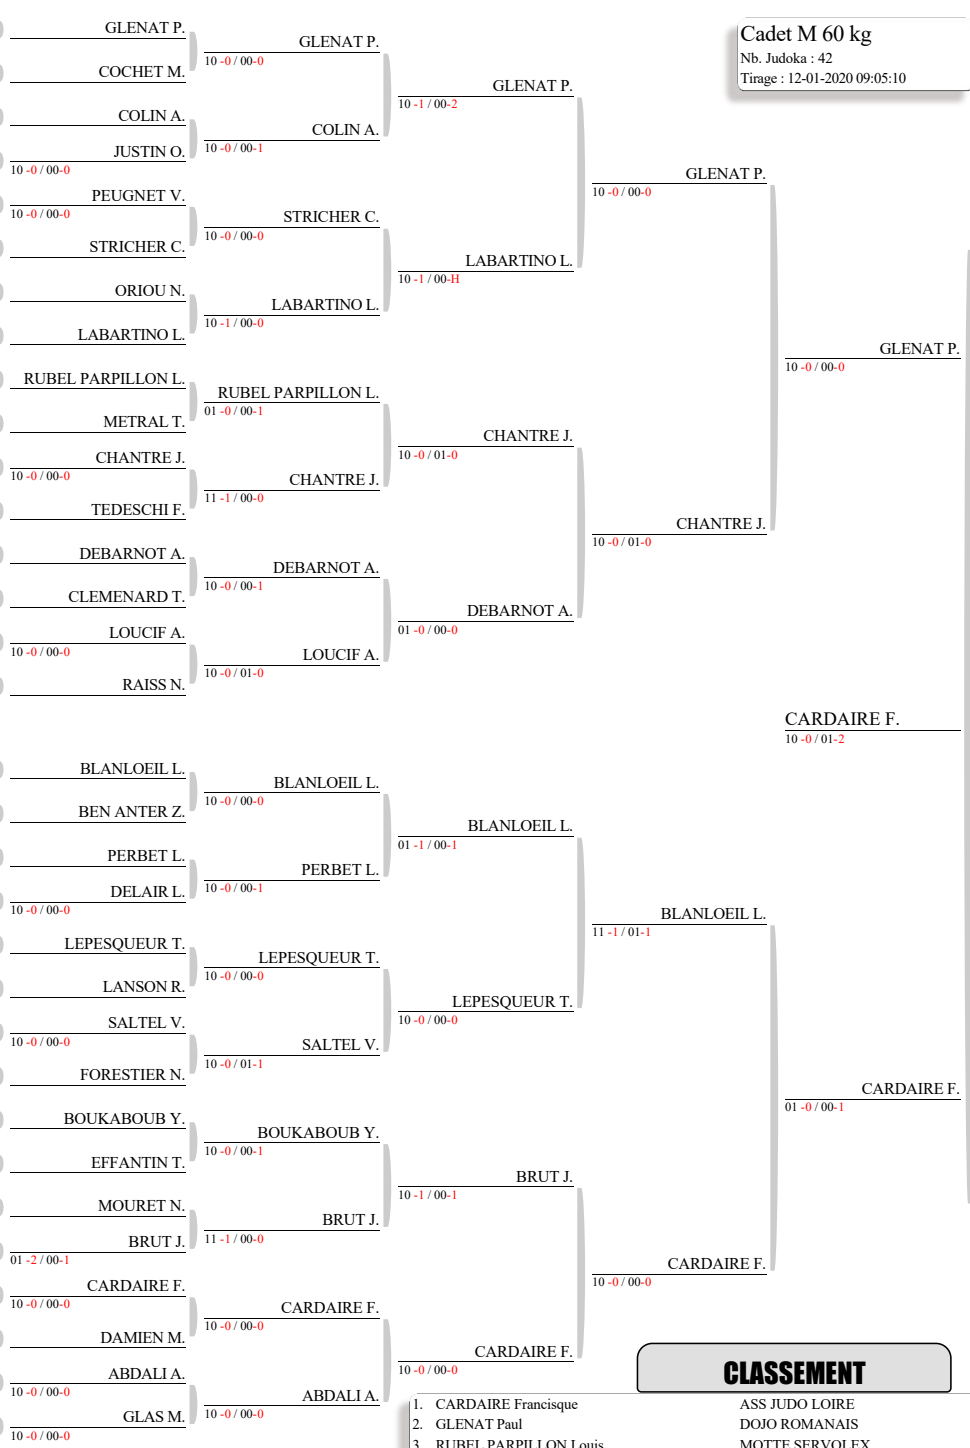 GLENAT P.
COCHET M.
COLIN A.
JUSTIN O.
10 -0 / 00-0
PEUGNET V.
10 -0 / 00-0
STRICHER C.
ORIOU N.
LABARTINO L.
RUBEL PARPILLON L.
METRAL T.
CHANTRE J.
10 -0 / 00-0
TEDESCHI F.
DEBARNOT A.
CLEMENARD T.
LOUCIF A.
10 -0 / 00-0
RAISS N.
BLANLOEIL L.
BEN ANTER Z.
PERBET L.
DELAIR L.
10 -0 / 00-0
LEPESQUEUR T.
LANSON R.
SALTEL V.
10 -0 / 00-0
FORESTIER N.
BOUKABOUB Y.
EFFANTIN T.
MOURET N.
BRUT J.
01 -2 / 00-1
CARDAIRE F.
10 -0 / 00-0
DAMIEN M.
ABDALI A.
10 -0 / 00-0
GLAS M.
10 -0 / 00-0
GLENAT P.
10 -0 / 00-0
COLIN A.
10 -0 / 00-1
STRICHER C.
10 -0 / 00-0
LABARTINO L.
10 -1 / 00-0
RUBEL PARPILLON L.
01 -0 / 00-1
CHANTRE J.
11 -1 / 00-0
DEBARNOT A.
10 -0 / 00-1
LOUCIF A.
10 -0 / 01-0
BLANLOEIL L.
10 -0 / 00-0
PERBET L.
10 -0 / 00-1
LEPESQUEUR T.
10 -0 / 00-0
SALTEL V.
10 -0 / 01-1
BOUKABOUB Y.
10 -0 / 00-1
BRUT J.
11 -1 / 00-0
CARDAIRE F.
10 -0 / 00-0
ABDALI A.
10 -0 / 00-0
GLENAT P.
10 -1 / 00-2
LABARTINO L.
10 -1 / 00-H
CHANTRE J.
10 -0 / 01-0
DEBARNOT A.
01 -0 / 00-0
BLANLOEIL L.
01 -1 / 00-1
LEPESQUEUR T.
10 -0 / 00-0
BRUT J.
10 -1 / 00-1
CARDAIRE F.
10 -0 / 00-0
GLENAT P.
10 -0 / 00-0
CHANTRE J.
10 -0 / 01-0
BLANLOEIL L.
11 -1 / 01-1
CARDAIRE F.
10 -0 / 00-0
Cadet M 60 kg
Nb. Judoka : 42
Tirage : 12-01-2020 09:05:10
GLENAT P.
10 -0 / 00-0
CARDAIRE F.
10 -0 / 01-2
CARDAIRE F.
01 -0 / 00-1
CLASSEMENT
1. CARDAIRE Francisque ASS JUDO LOIRE
2. GLENAT Paul DOJO ROMANAIS
3. RUBEL PARPILLON Louis MOTTE SERVOLEX